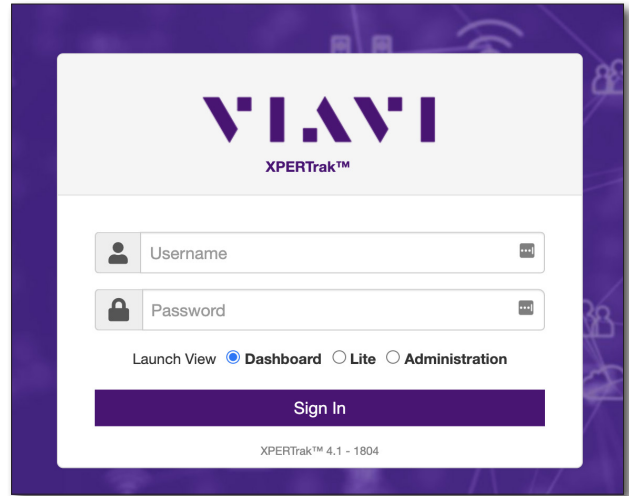 VIAVI
XPERTrak™
Username
Password
Launch View Dashboard Lite Administration
Sign In
XPERTrak™ 4.1 - 1804